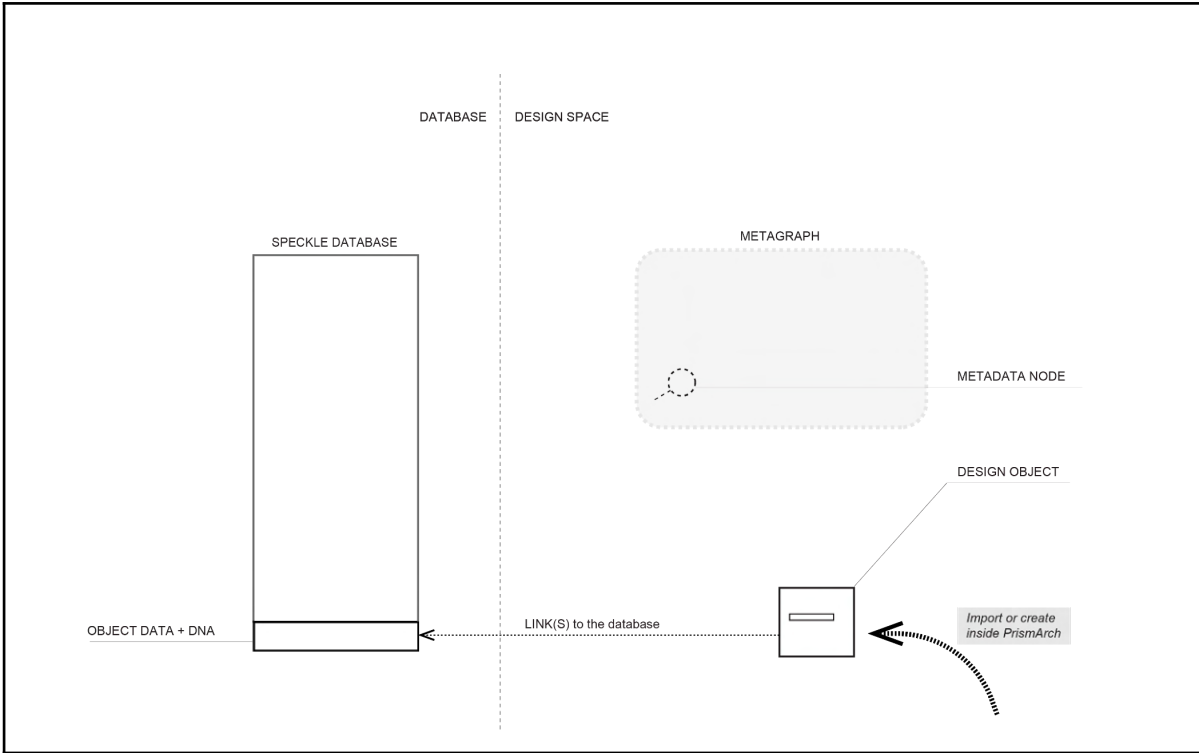 DATABASE
DESIGN SPACE
SPECKLE DATABASE
METAGRAPH
METADATA NODE
DESIGN OBJECT
OBJECT DATA + DNA
LINK(S) to the database
Import or create
inside PrismArch